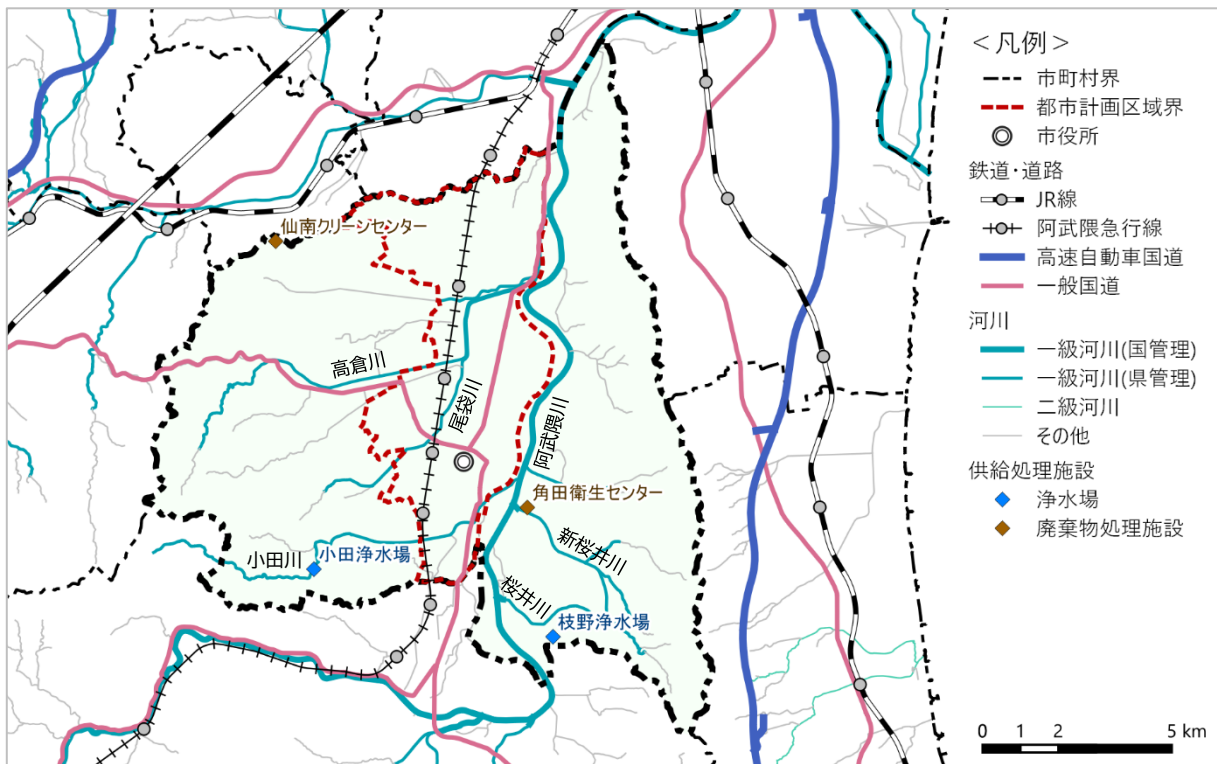 仙南クリーンセンター
高倉川
尾袋川
阿武隈川
角田衛生センター
新桜井川
小田川
小田浄水場
桜井川
枝野浄水場
＜凡例＞
市町村界
都市計画区域界
市役所
鉄道・道路
JR線
阿武隈急行線
高速自動車国道
一般国道
河川
一級河川(国管理)
一級河川(県管理)
二級河川
その他
供給処理施設
浄水場
廃棄物処理施設
0 1 2 5 km